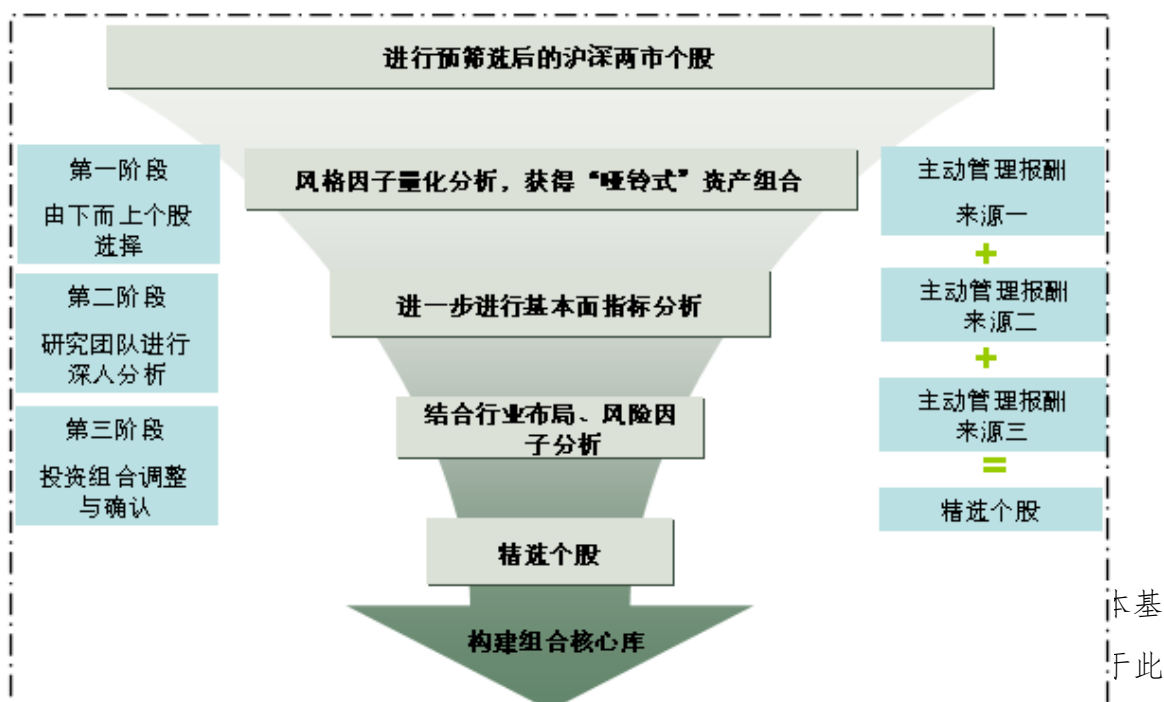 进行预筛选后的沪深两市个股
第一阶段
由下而上个股
选择
风格因子量化分析，获得“哑铃式”资产组合
主动管理报酬
来源一
+
第二阶段
研究团队进行
深入分析
进一步进行基本面指标分析
主动管理报酬
来源二
+
第三阶段
投资组合调整
与确认
结合行业布局、风险因
子分析
主动管理报酬
来源三
=
精选个股
精选个股
构建组合核心库
本基
于此